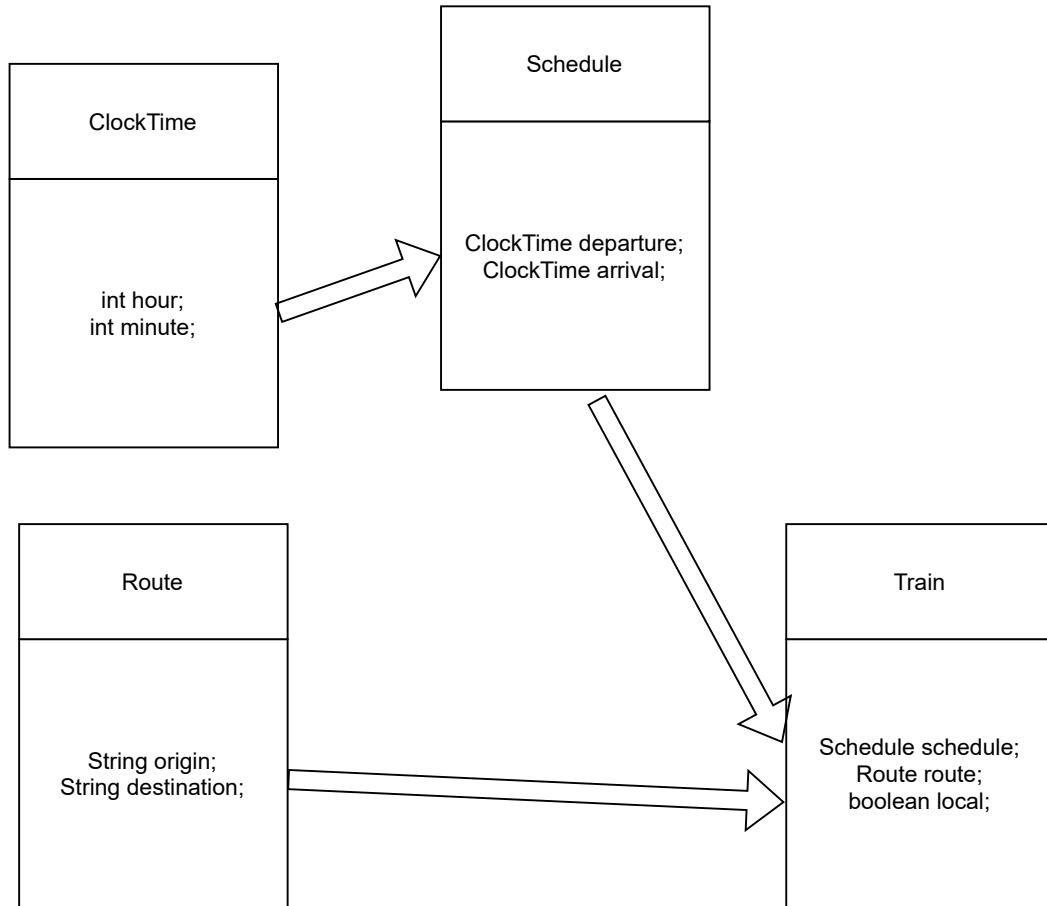 ClockTime
int hour;
int minute;
Schedule
ClockTime departure;
ClockTime arrival;
Route
String origin;
String destination;
Train
Schedule schedule;
Route route;
boolean local;